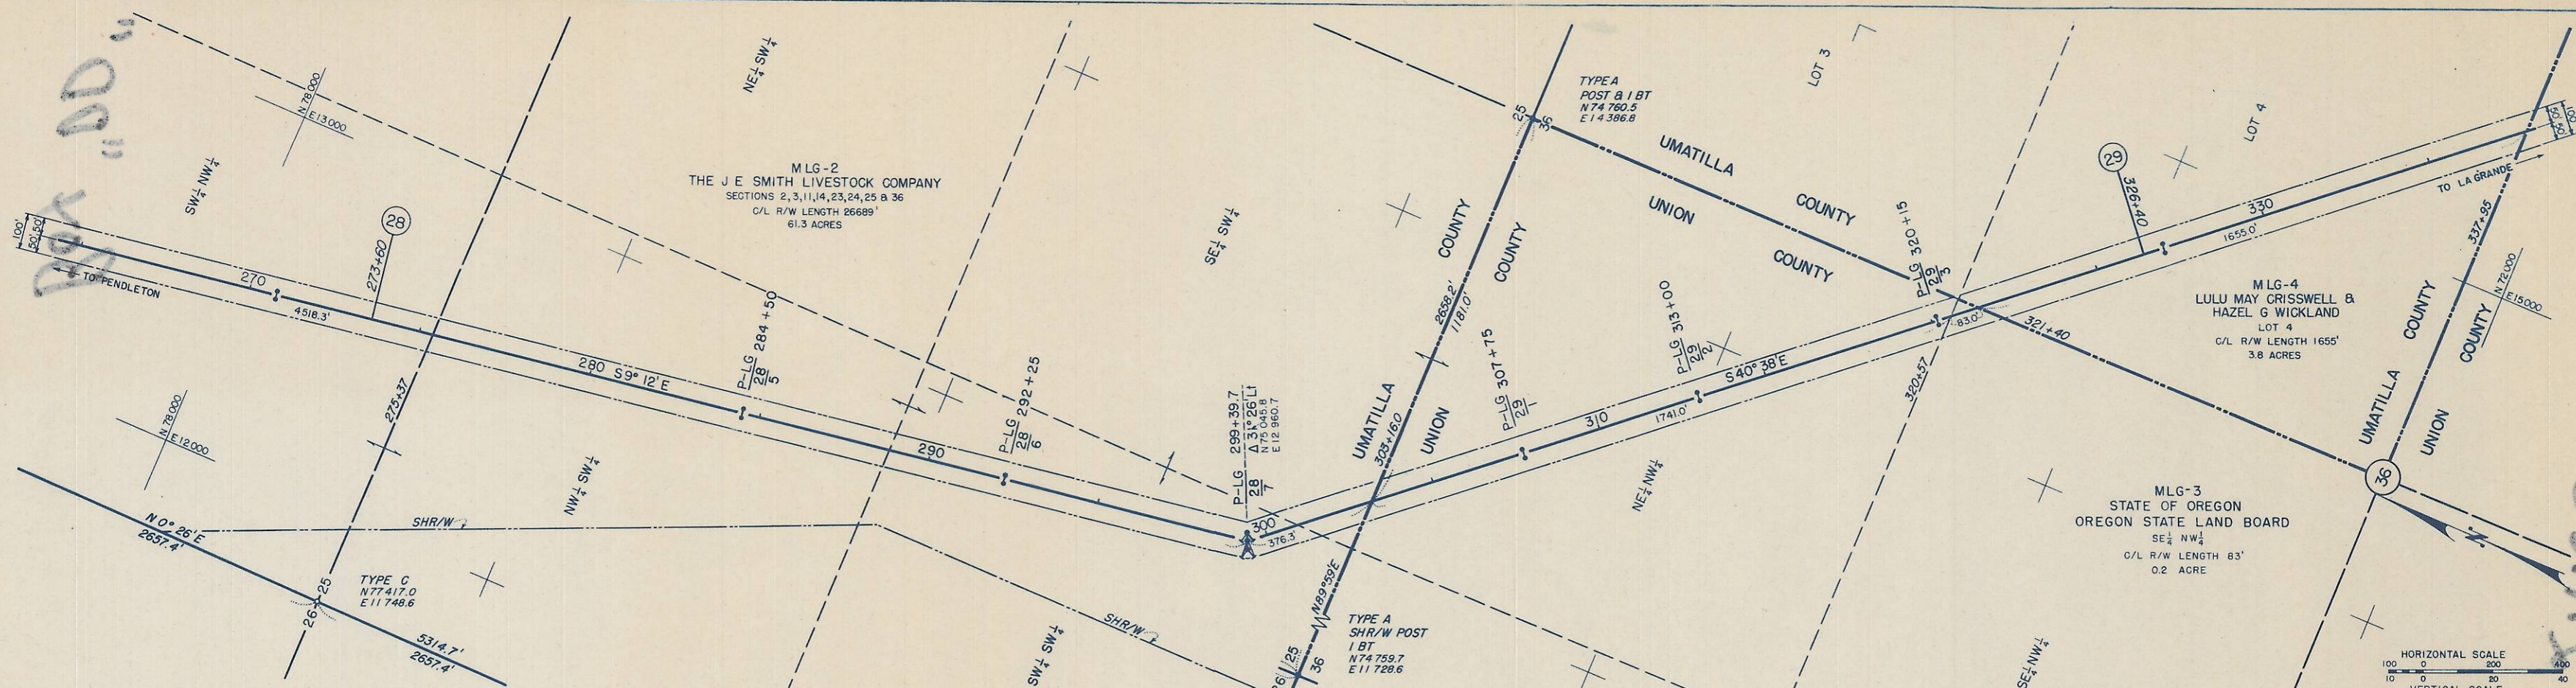 Box "DD"
N 78000
E 13000
SW¼ NW¼
28
273+60
100'
50' 50'
TO PENDLETON
270
4518.3'
N 78000
E 12000
275+37
N 0° 26' E
2657.4'
SHR/W
26 25
TYPE C
N 77 417.0
E 11 748.6
5314.7'
2657.4'
NE¼ SW¼
MLG-2
THE J E SMITH LIVESTOCK COMPANY
SECTIONS 2,3,11,14,23,24,25 & 36
C/L R/W LENGTH 26689'
61.3 ACRES
280 S 9° 12' E
P-LG 284+50
28
5
NW¼ SW¼
290
P-LG 292+25
28
6
SHR/W
SW¼ SW¼
SE¼ SW¼
P-LG 299+39.7
28
7
Δ 31° 26' Lt
N 75 045.8
E 12 960.7
300
376.3'
25
36
TYPE A
POST & 1 BT
N 74 760.5
E 14 386.8
UMATILLA COUNTY
UNION COUNTY
2658.2'
1181.0'
UMATILLA COUNTY
UNION COUNTY
303+16.0
N 89° 59' E
26 25
36
TYPE A
SHR/W POST
1 BT
N 74 759.7
E 11 728.6
P-LG 307+75
29
1
310
1741.0'
P-LG 313+00
29
2
S 40° 38' E
NE¼ NW¼
LOT 3
P-LG 320+15
29
3
320+57
83.0'
321+40
29
326+40
LOT 4
330
1655.0'
TO LA GRANDE
100'
50' 50'
337+95
N 72000
E 15000
MLG-4
LULU MAY CRISSWELL &
HAZEL G WICKLAND
LOT 4
C/L R/W LENGTH 1655'
3.8 ACRES
UMATILLA COUNTY
UNION COUNTY
36
N
MLG-3
STATE OF OREGON
OREGON STATE LAND BOARD
SE¼ NW¼
C/L R/W LENGTH 83'
0.2 ACRE
SE¼ NW¼
HORIZONTAL SCALE
100 0 200 400
10 0 20 40
VERTICAL SCALE